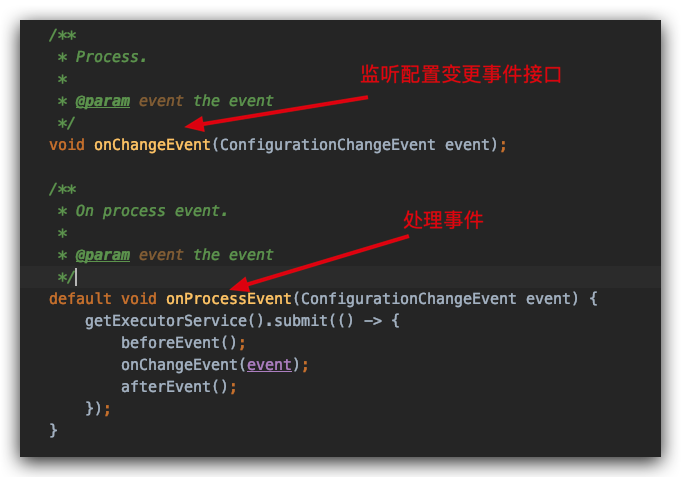 /**
 * Process.
 *
 * @param event the event
 */
void onChangeEvent(ConfigurationChangeEvent event);
监听配置变更事件接口
/**
 * On process event.
 *
 * @param event the event
 */
处理事件
default void onProcessEvent(ConfigurationChangeEvent event) {
    getExecutorService().submit(() -> {
        beforeEvent();
        onChangeEvent(event);
        afterEvent();
    });
}